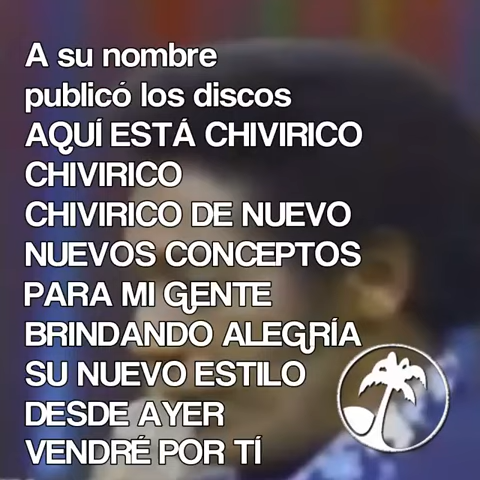 A su nombre
publicó los discos
AQUÍ ESTÁ CHIVIRICO
CHIVIRICO
CHIVIRICO DE NUEVO
NUEVOS CONCEPTOS
PARA MI GENTE
BRINDANDO ALEGRÍA
SU NUEVO ESTILO
DESDE AYER
VENDRÉ POR TÍ